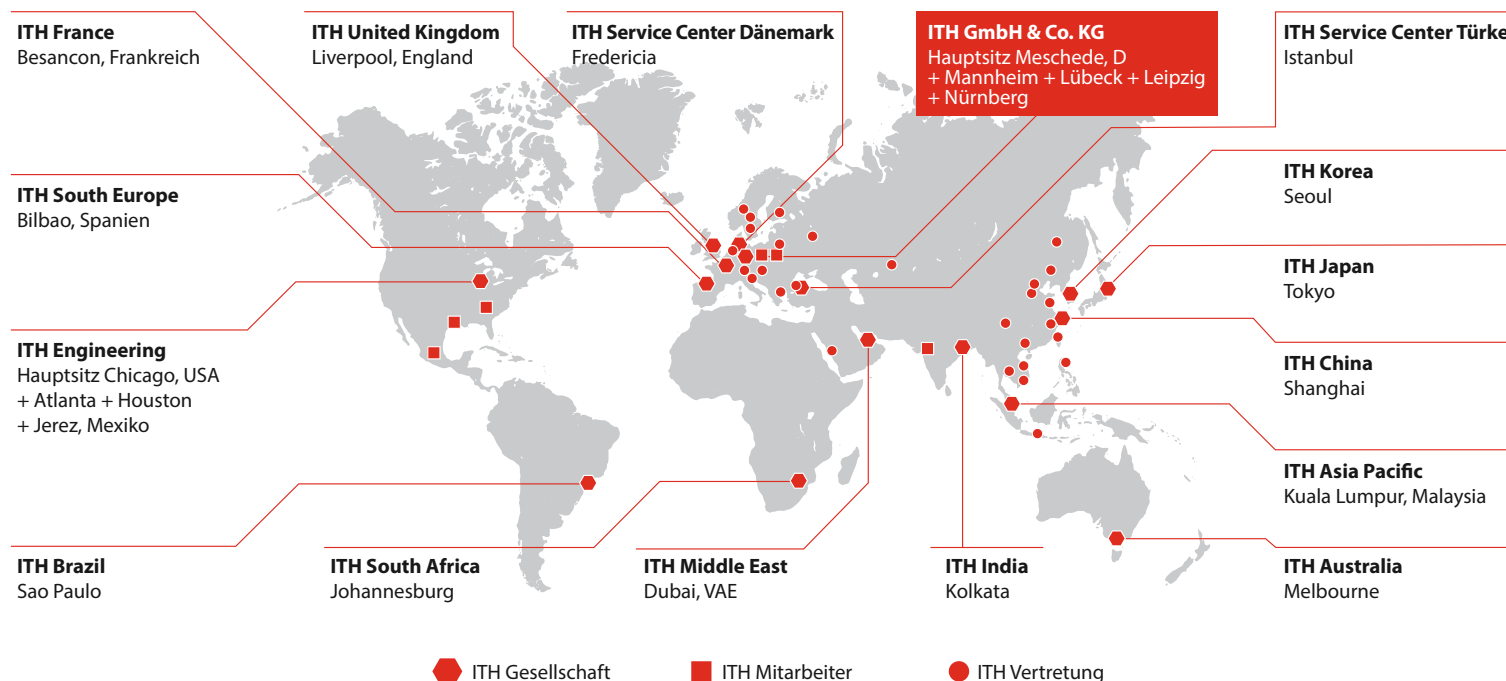 ITH France
Besancon, Frankreich
ITH United Kingdom
Liverpool, England
ITH Service Center Dänemark
Fredericia
ITH GmbH & Co. KG
Hauptsitz Meschede, D
+ Mannheim + Lübeck + Leipzig
+ Nürnberg
ITH Service Center Türke
Istanbul
ITH South Europe
Bilbao, Spanien
ITH Korea
Seoul
ITH Japan
Tokyo
ITH Engineering
Hauptsitz Chicago, USA
+ Atlanta + Houston
+ Jerez, Mexiko
ITH China
Shanghai
ITH Asia Pacific
Kuala Lumpur, Malaysia
ITH Brazil
Sao Paulo
ITH South Africa
Johannesburg
ITH Middle East
Dubai, VAE
ITH India
Kolkata
ITH Australia
Melbourne
ITH Gesellschaft
ITH Mitarbeiter
ITH Vertretung